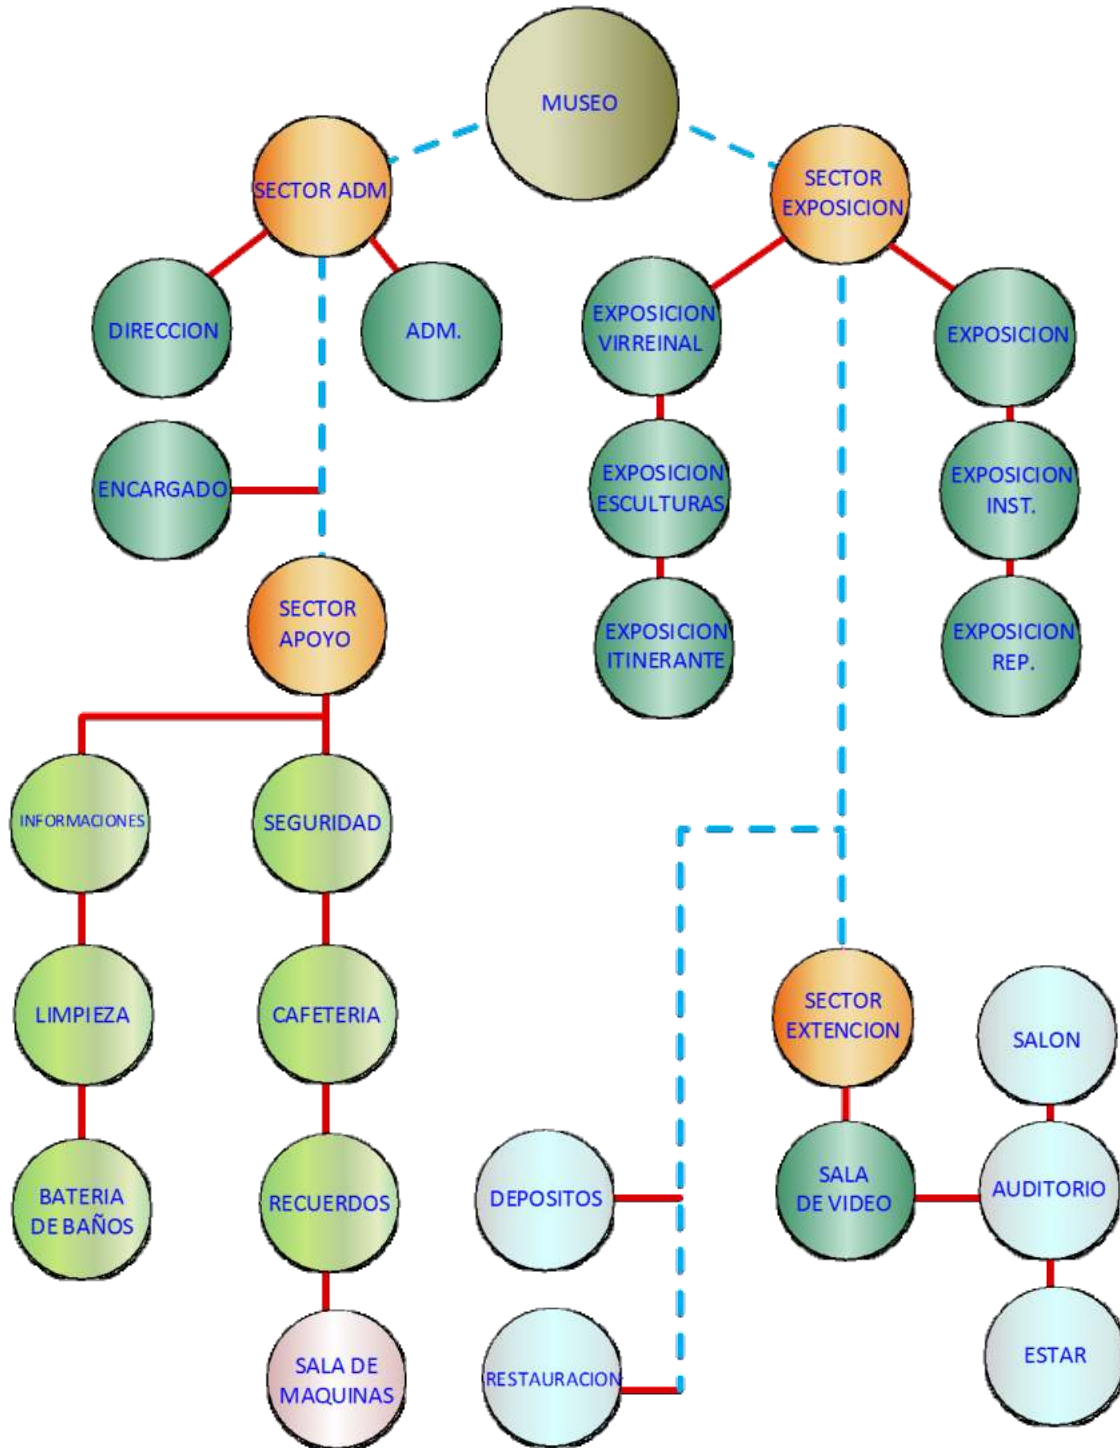 MUSEO
SECTOR ADM
SECTOR
EXPOSICION
DIRECCION
ADM.
EXPOSICION
VIRREINAL
EXPOSICION
ENCARGADO
EXPOSICION
ESCULTURAS
EXPOSICION
INST.
SECTOR
APOYO
EXPOSICION
ITINERANTE
EXPOSICION
REP.
INFORMACIONES
SEGURIDAD
LIMPIEZA
CAFETERIA
SECTOR
EXTENCION
SALON
BATERIA
DE BAÑOS
RECUERDOS
DEPOSITOS
SALA
DE VIDEO
AUDITORIO
SALA DE
MAQUINAS
RESTAURACION
ESTAR